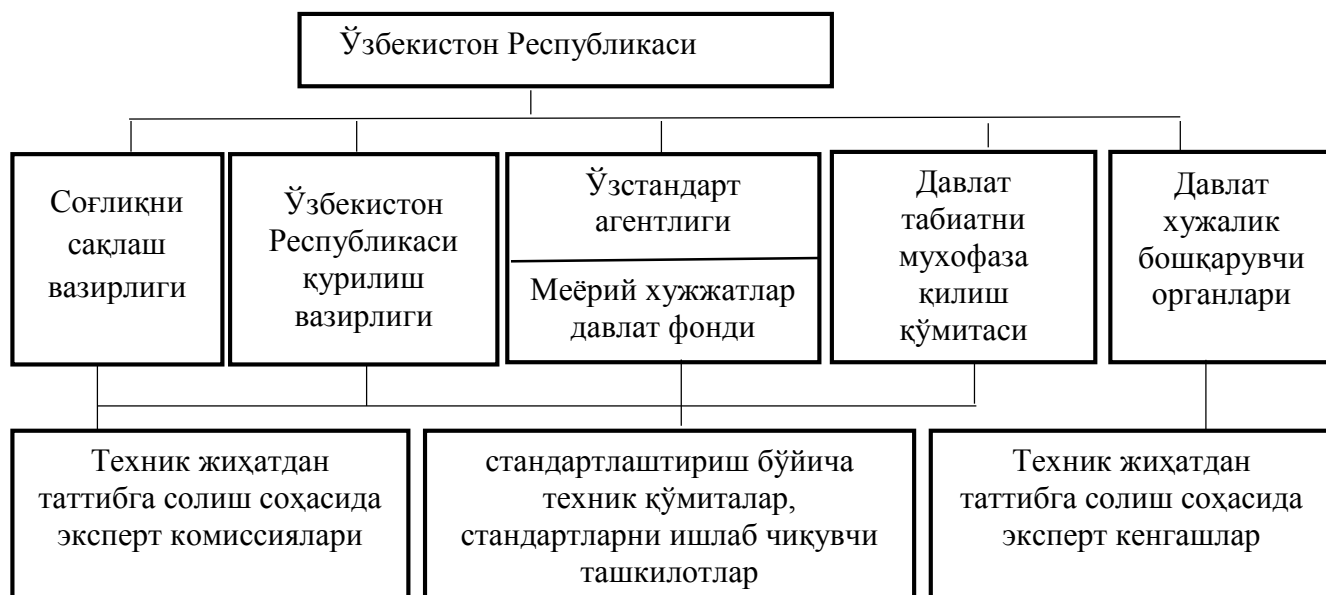 Ўзбекистон Республикаси
Соғлиқни
сақлаш
вазирлиги
Ўзбекистон
Республикаси
қурилиш
вазирлиги
Ўзстандарт
агентлиги
Меёрий хужжатлар
давлат фонди
Давлат
табиатни
мухофаза
қилиш
қўмитаси
Давлат
хужалик
бошқарувчи
органлари
Техник жиҳатдан
таттибга солиш соҳасида
эксперт комиссиялари
стандартлаштириш бўйича
техник қўмиталар,
стандартларни ишлаб чиқувчи
ташкилотлар
Техник жиҳатдан
таттибга солиш соҳасида
эксперт кенгашлар